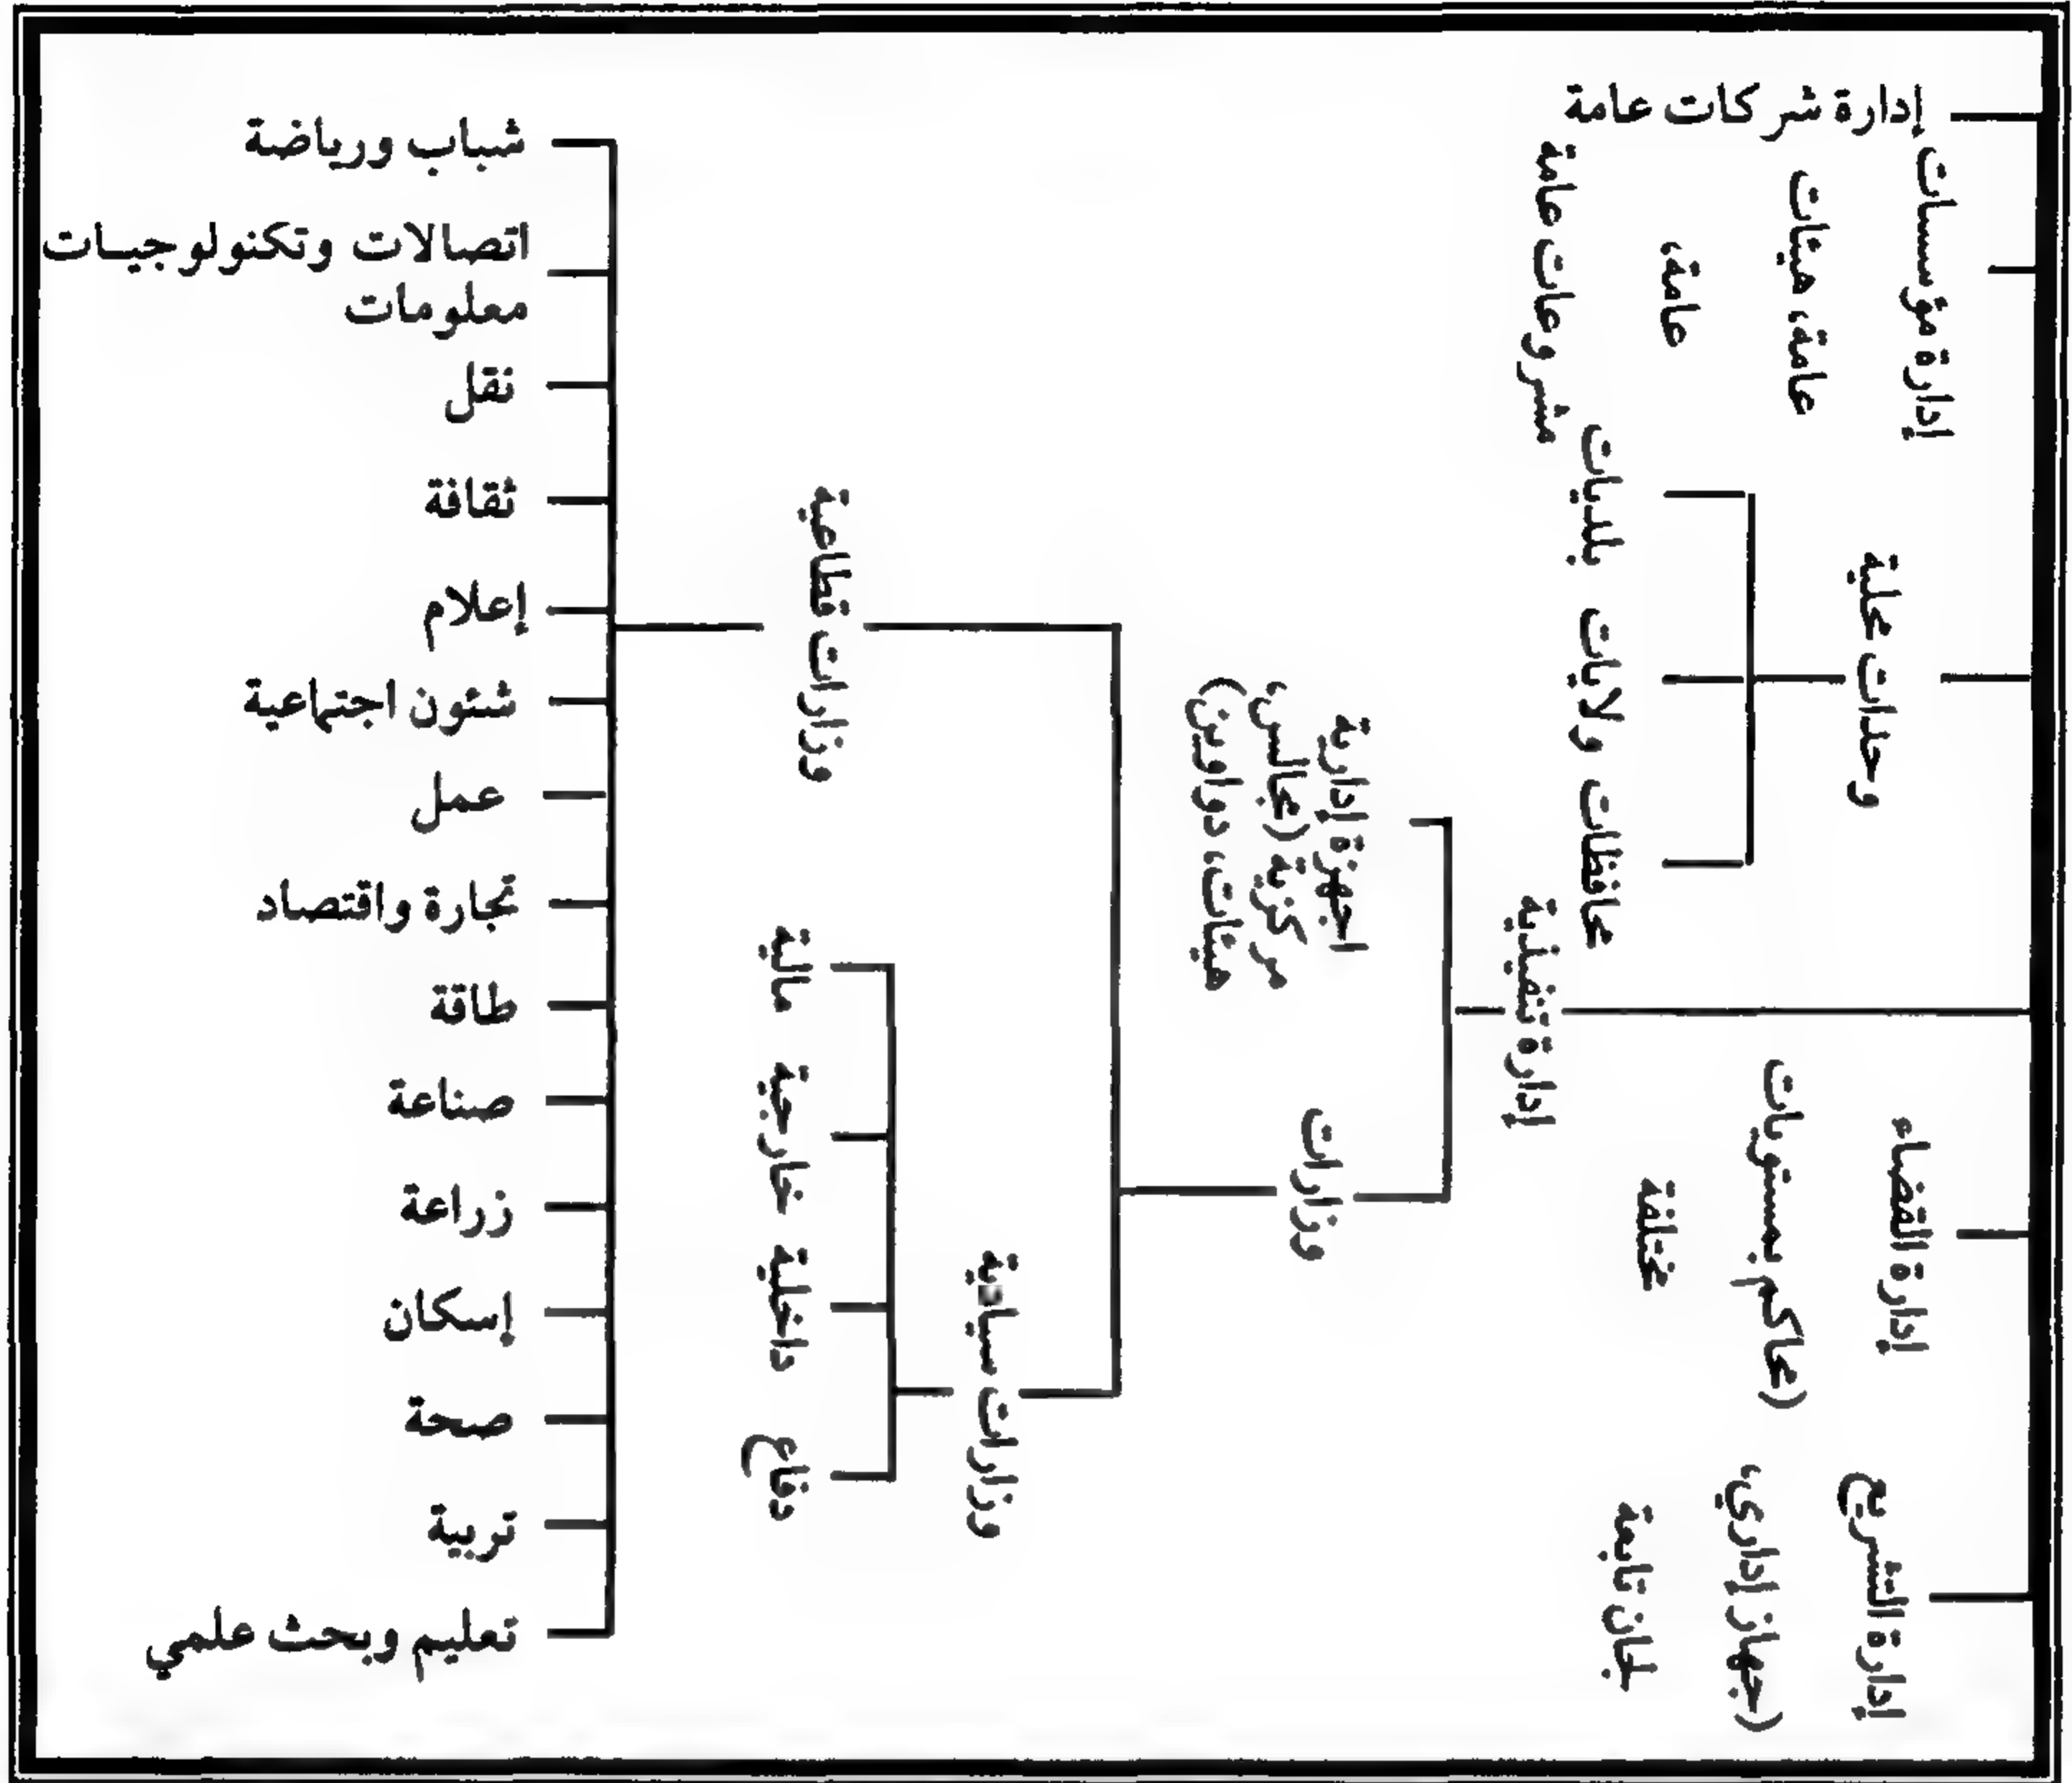 إدارة شركات عامة
إدارة مؤسسات
عامة، هيئات
عامة،
مشروعات عامة
وحدات محلية
بلديات
ولايات
محافظات
إدارة تنفيذية
اجهزة إدارية
مركزية (مجالس،
هيئات، دواوين)
وزارات
إدارة القضاء
(محاكم بمستويات
مختلفة
إدارة التشريع
(جهاز إداري،
لجان تابعة
وزارات قطاعية
وزارات سيادية
مالية
خارجية
داخلية
دفاع
شباب ورياضة
اتصالات وتكنولوجيات
معلومات
نقل
ثقافة
إعلام
شئون اجتماعية
عمل
تجارة واقتصاد
طاقة
صناعة
زراعة
إسكان
صحة
تربية
تعليم وبحث علمي